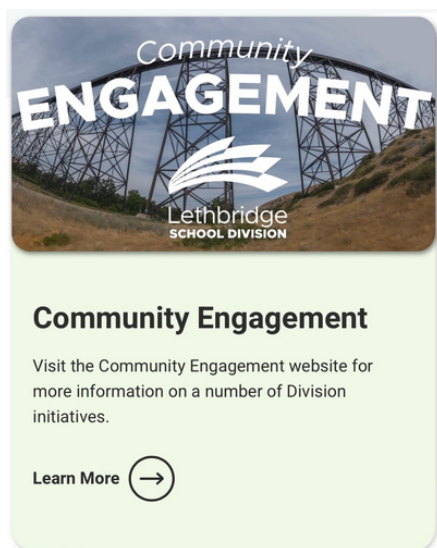 Community
ENGAGEMENT
Lethbridge
SCHOOL DIVISION
Community Engagement
Visit the Community Engagement website for
more information on a number of Division
initiatives.
Learn More